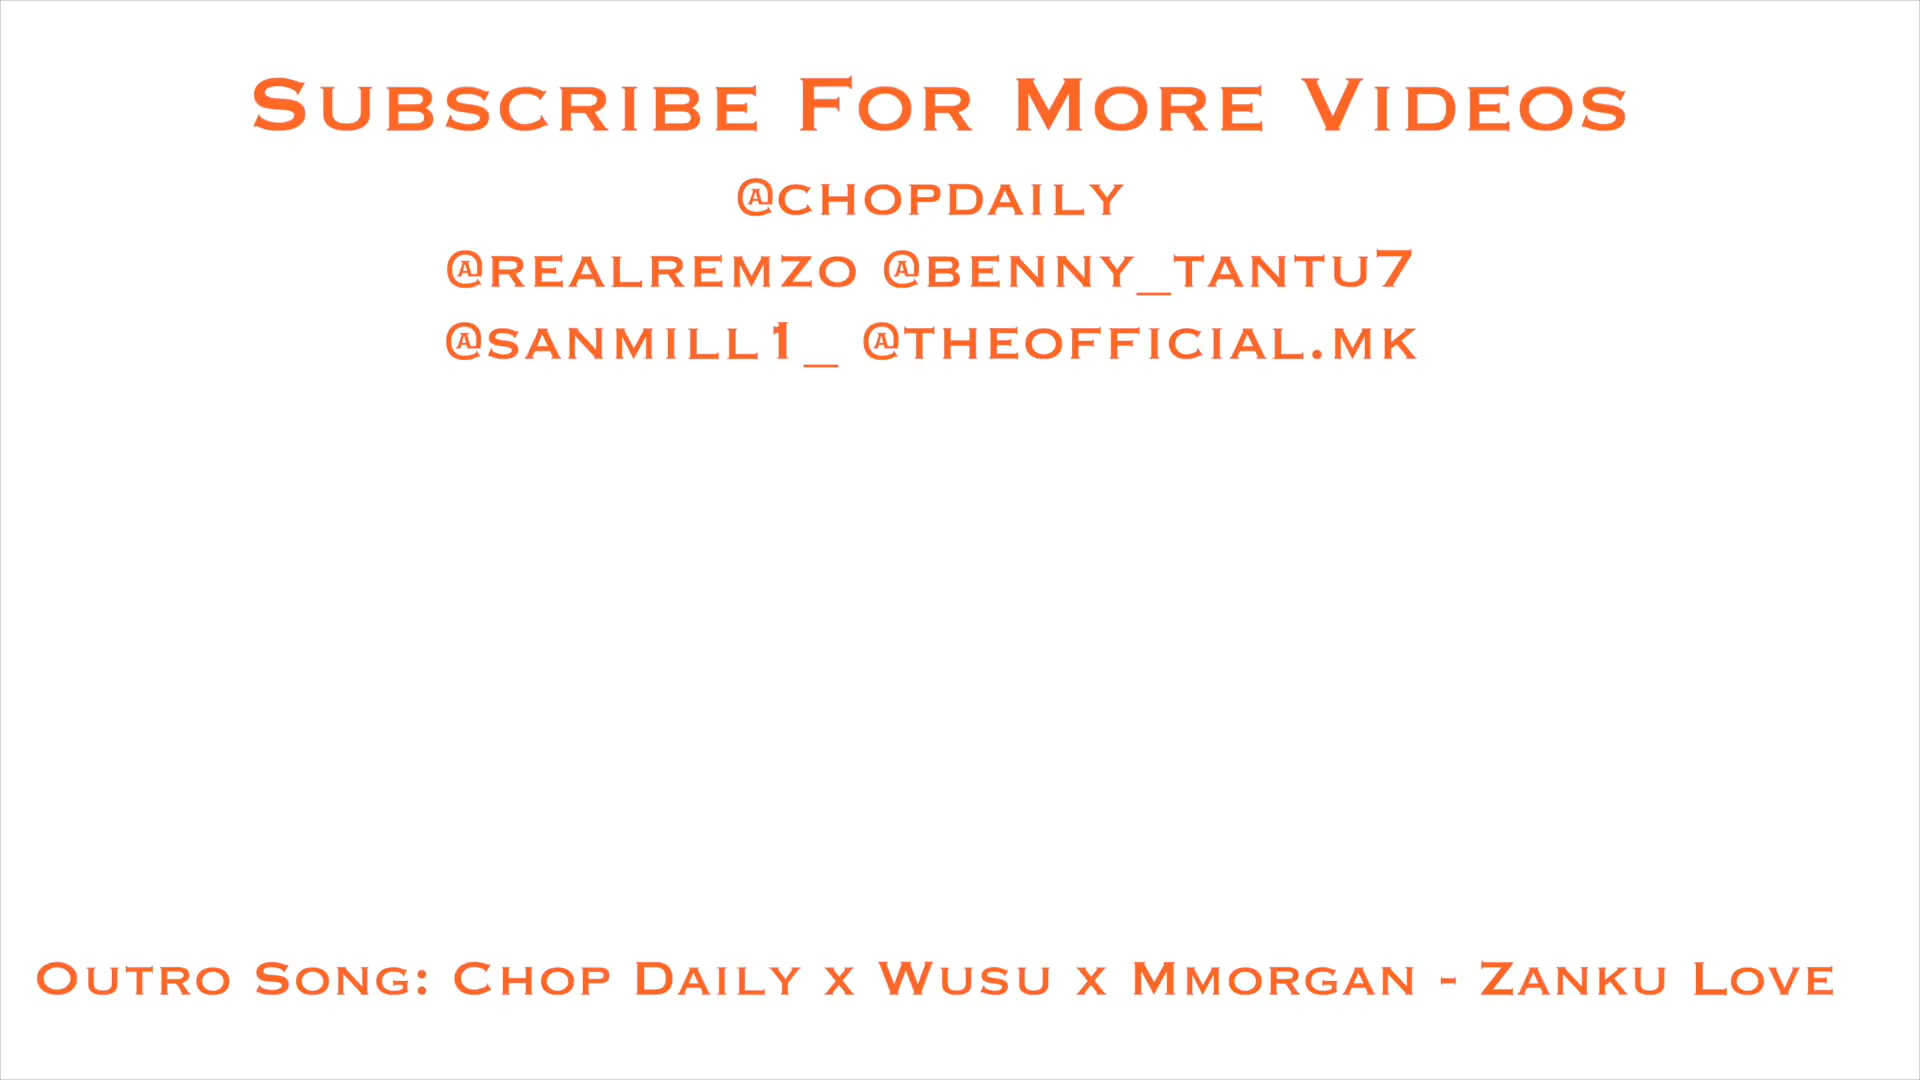 Subscribe For More Videos
@chopdaily
@realremzo @benny_tantu7
@sanmill1_ @theofficial.mk
Outro Song: Chop Daily x Wusu x Mmorgan - Zanku Love